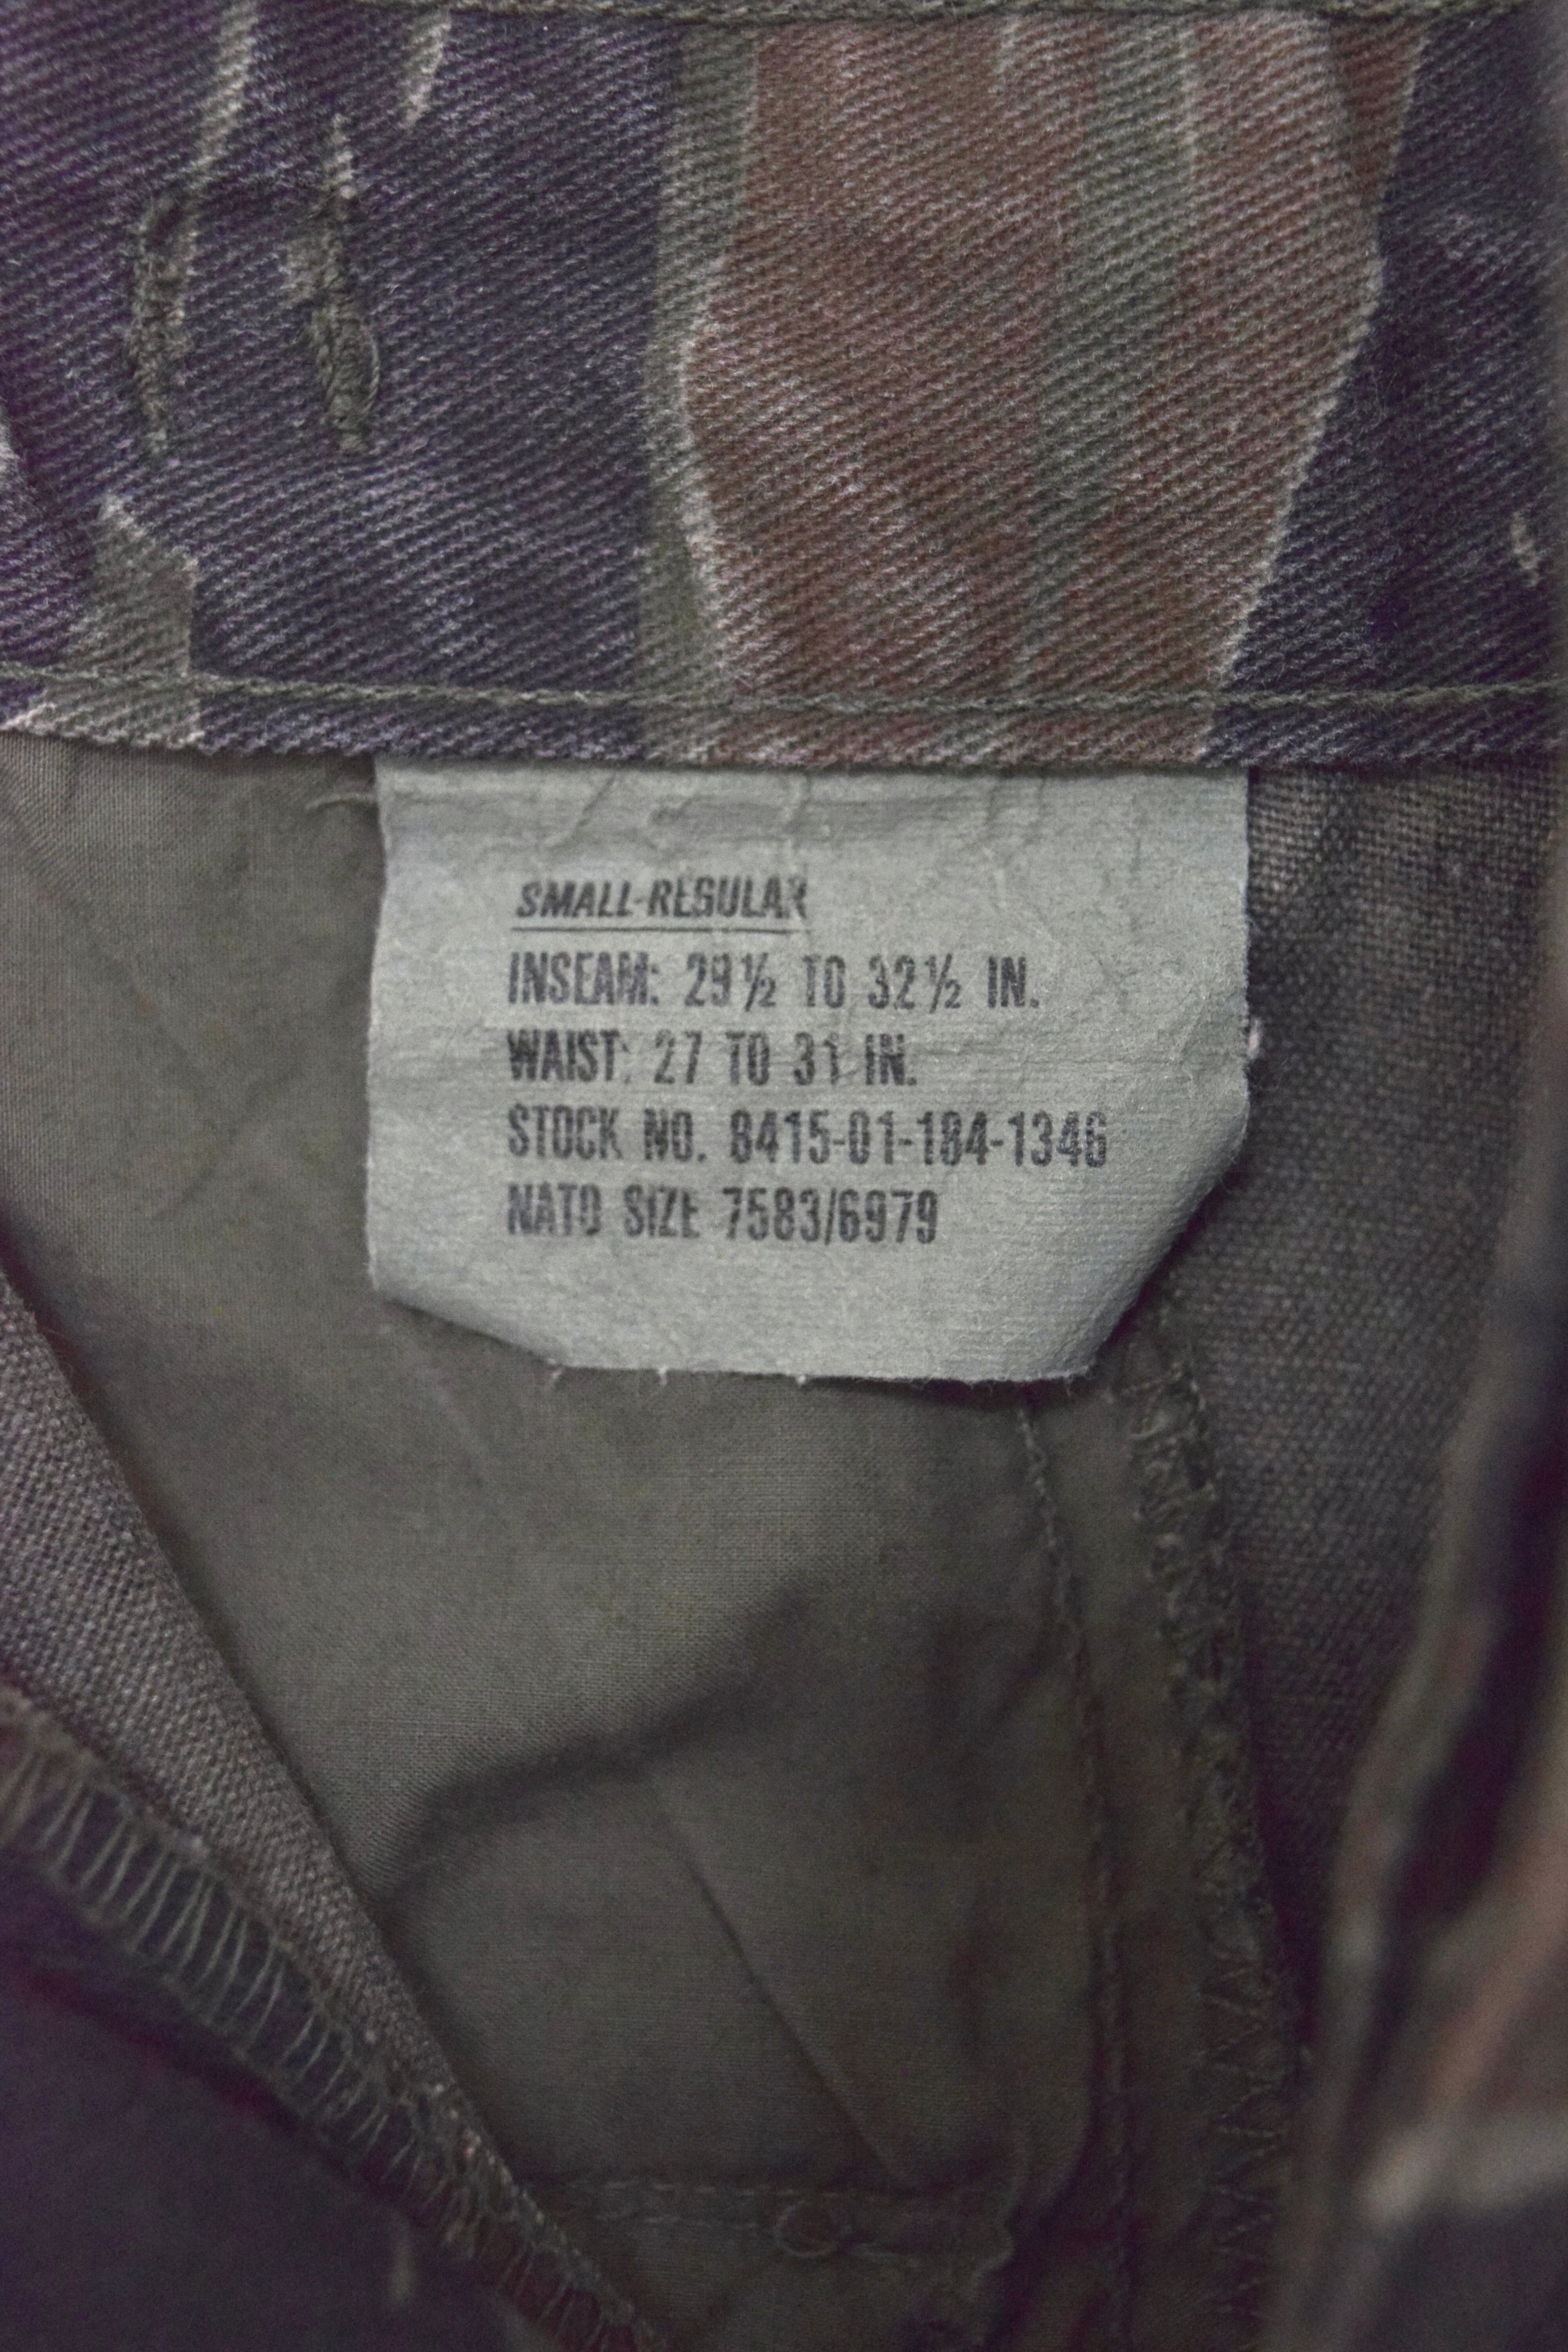 SMALL-REGULAR
INSEAM: 29½ TO 32½ IN.
WAIST: 27 TO 31 IN.
STOCK NO. 8415-01-184-1346
NATO SIZE 7583/6979